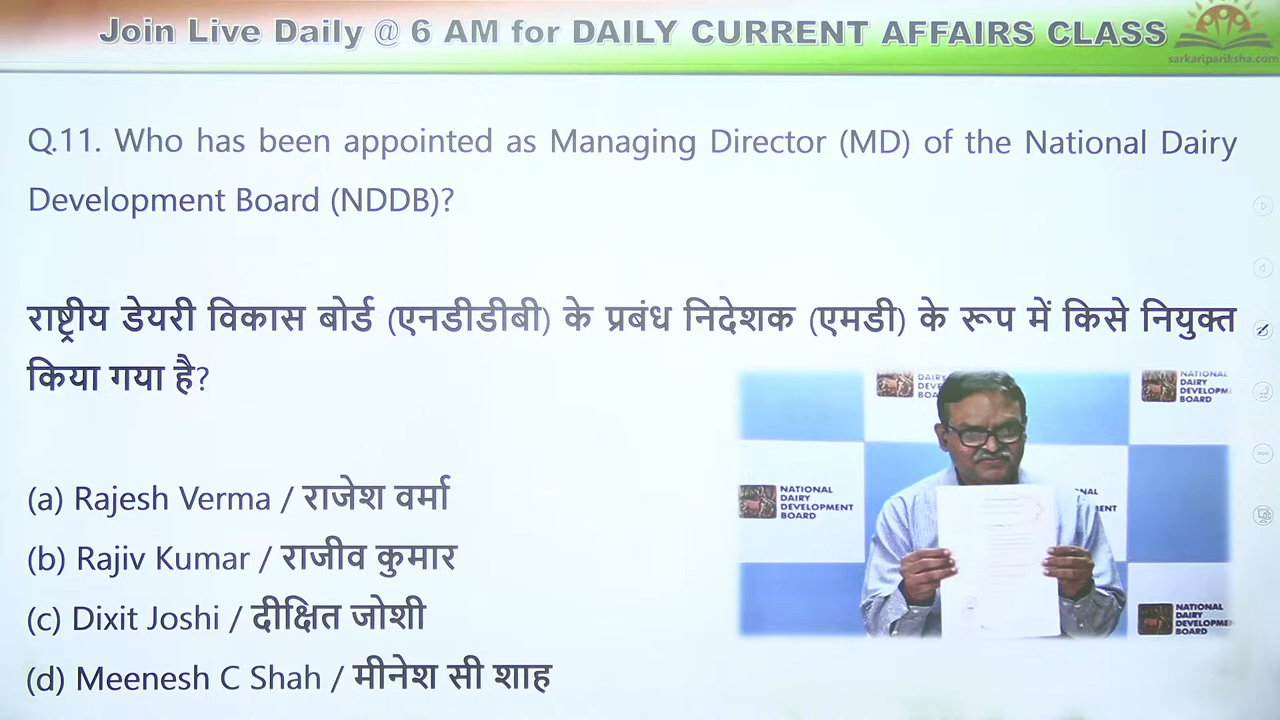 Join Live Daily @ 6 AM for DAILY CURRENT AFFAIRS CLASS
sarkaripariksha.com
Q.11. Who has been appointed as Managing Director (MD) of the National Dairy
Development Board (NDDB)?
राष्ट्रीय डेयरी विकास बोर्ड (एनडीडीबी) के प्रबंध निदेशक (एमडी) के रूप में किसे नियुक्त
किया गया है?
(a) Rajesh Verma / राजेश वर्मा
(b) Rajiv Kumar / राजीव कुमार
(c) Dixit Joshi / दीक्षित जोशी
(d) Meenesh C Shah / मीनेश सी शाह
NATIONAL
DAIRY
DEVELOPM
BOARD
NATIONAL
DAIRY
DEVELOPMENT
BOARD
NATIONAL
DAIRY
DEVELOPME
BOARD